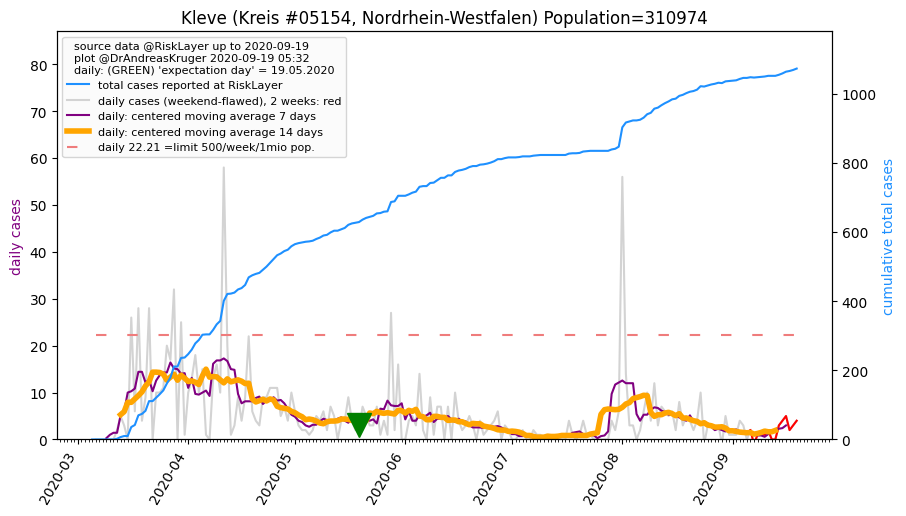 Kleve (Kreis #05154, Nordrhein-Westfalen) Population=310974
source data @RiskLayer up to 2020-09-19
plot @DrAndreasKruger 2020-09-19 05:32
daily: (GREEN) 'expectation day' = 19.05.2020
total cases reported at RiskLayer
daily cases (weekend-flawed), 2 weeks: red
daily: centered moving average 7 days
daily: centered moving average 14 days
daily 22.21 =limit 500/week/1mio pop.
daily cases
80
70
60
50
40
30
20
10
0
cumulative total cases
1000
800
600
400
200
0
2020-03
2020-04
2020-05
2020-06
2020-07
2020-08
2020-09